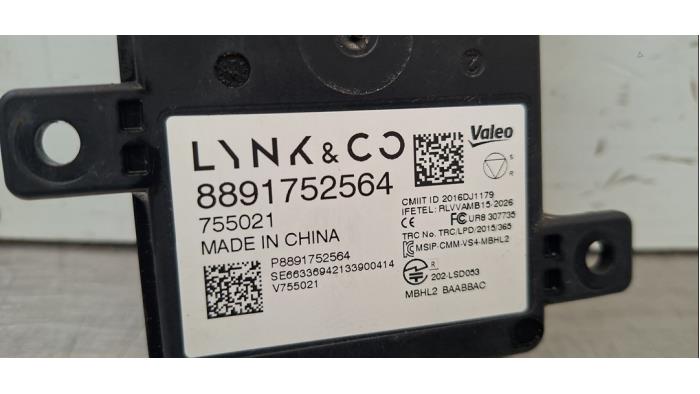 LYNK & CO
8891752564
755021
MADE IN CHINA
P8891752564
SE66336942133900414
V755021
Valeo
S
R
CMIIT ID 2016DJ1179
IFETEL: RLVVAMB15-2026
FC UR8 307735
TRC No. TRC/LPD/2015/365
MSIP-CMM-VS4-MBHL2
R
202-LSD053
MBHL2 BAABBAC